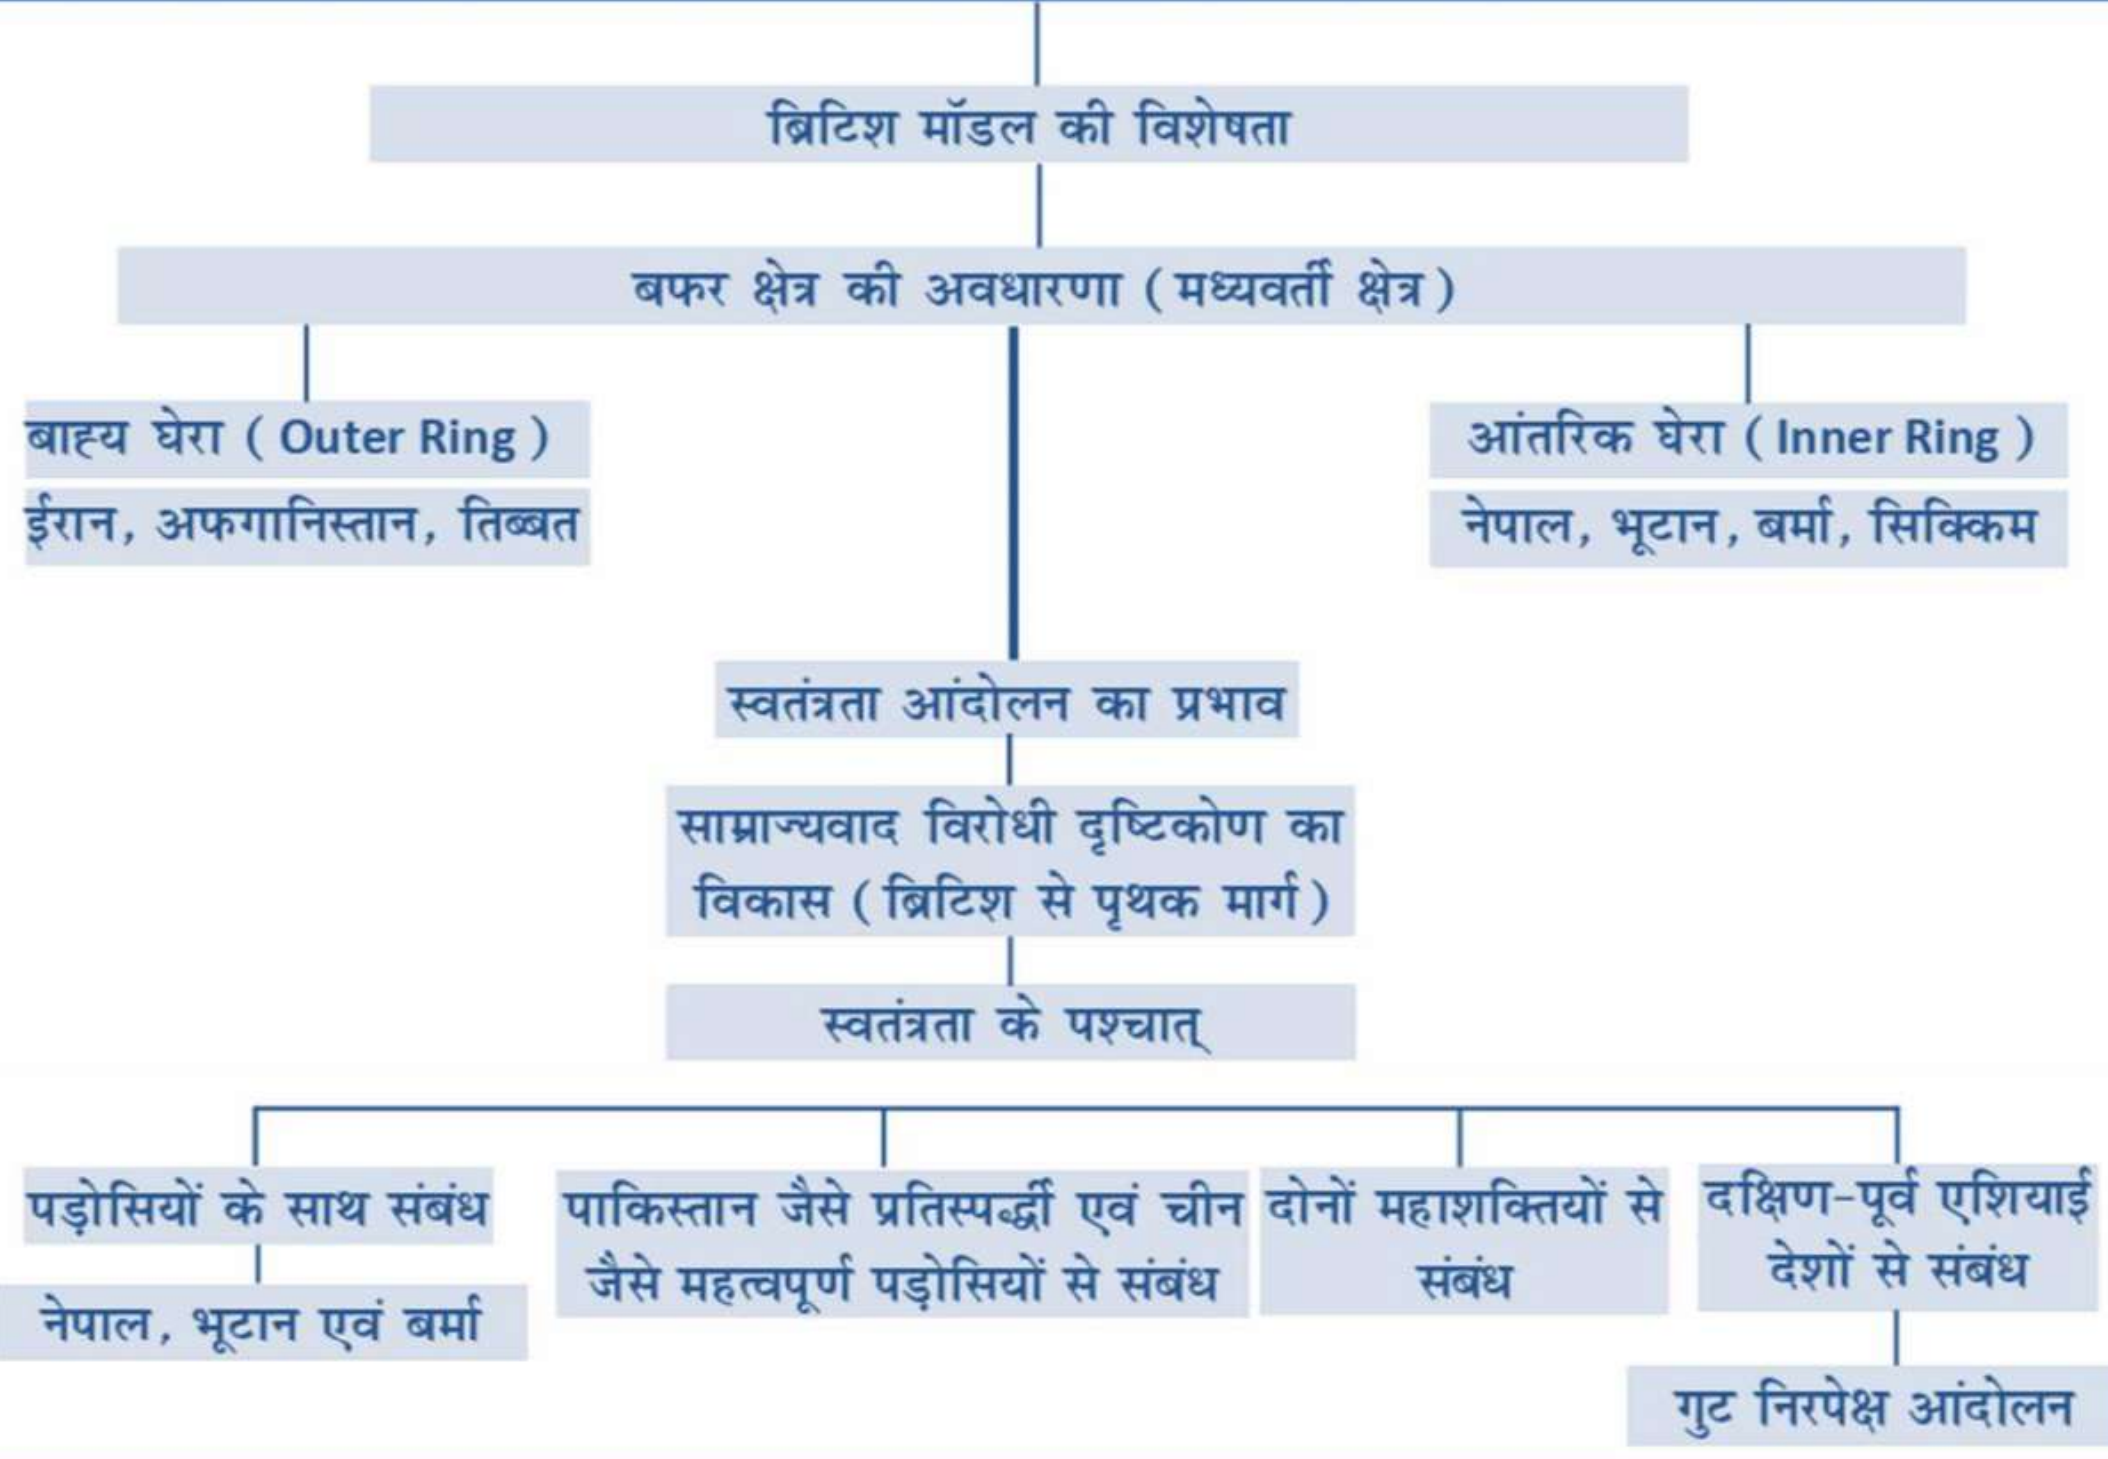 ब्रिटिश मॉडल की विशेषता
बफर क्षेत्र की अवधारणा (मध्यवर्ती क्षेत्र)
बाह्य घेरा (Outer Ring)
ईरान, अफगानिस्तान, तिब्बत
आंतरिक घेरा (Inner Ring)
नेपाल, भूटान, बर्मा, सिक्किम
स्वतंत्रता आंदोलन का प्रभाव
साम्राज्यवाद विरोधी दृष्टिकोण का
विकास (ब्रिटिश से पृथक मार्ग)
स्वतंत्रता के पश्चात्
पड़ोसियों के साथ संबंध
नेपाल, भूटान एवं बर्मा
पाकिस्तान जैसे प्रतिस्पर्द्धी एवं चीन
जैसे महत्वपूर्ण पड़ोसियों से संबंध
दोनों महाशक्तियों से
संबंध
दक्षिण-पूर्व एशियाई
देशों से संबंध
गुट निरपेक्ष आंदोलन